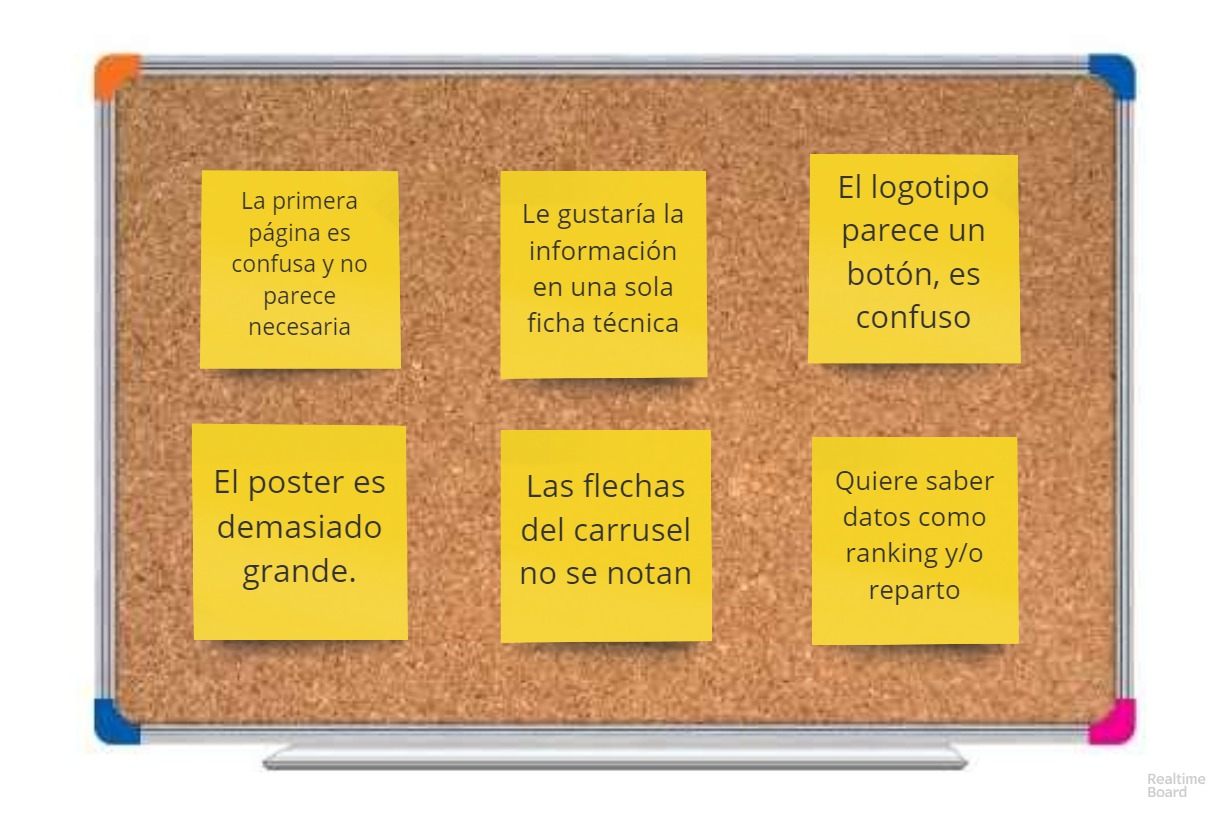 La primera
página es
confusa y no
parece
necesaria
Le gustaría la
información
en una sola
ficha técnica
El logotipo
parece un
botón, es
confuso
El poster es
demasiado
grande.
Las flechas
del carrusel
no se notan
Quiere saber
datos como
ranking y/o
reparto
Realtime
Board